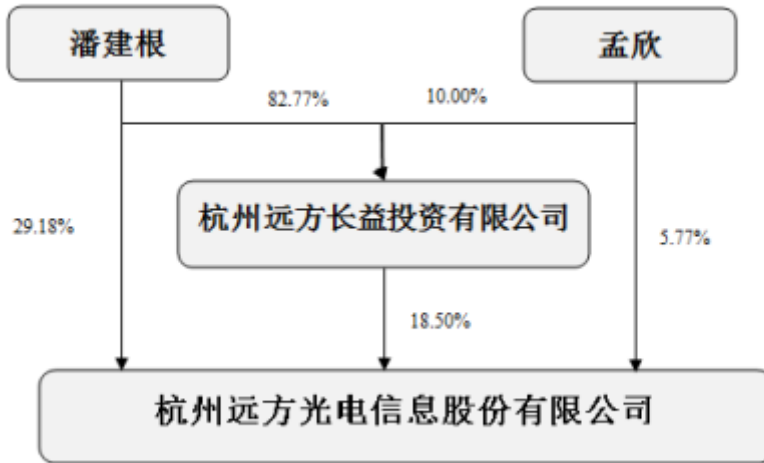 潘建根
孟欣
82.77%
10.00%
杭州远方长益投资有限公司
29.18%
5.77%
18.50%
杭州远方光电信息股份有限公司